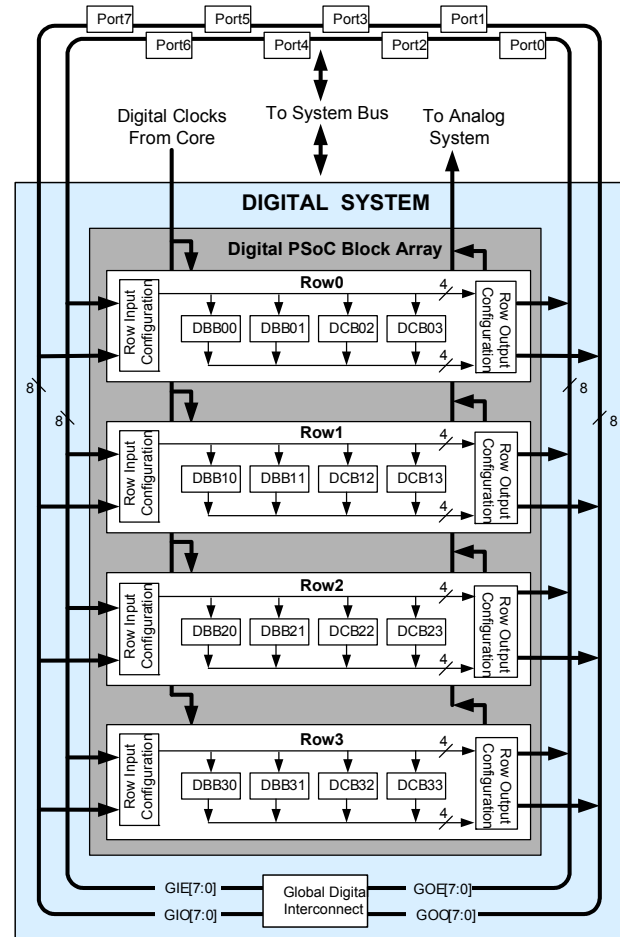 Port7
Port5
Port3
Port1
Port6
Port4
Port2
Port0
Digital Clocks
From Core
To System Bus
To Analog
System
DIGITAL SYSTEM
Digital PSoC Block Array
Row0
Row Input
Configuration
4
DBB00
DBB01
DCB02
DCB03
4
Row Output
Configuration
8
8
8
8
Row1
Row Input
Configuration
4
DBB10
DBB11
DCB12
DCB13
4
Row Output
Configuration
Row2
Row Input
Configuration
4
DBB20
DBB21
DCB22
DCB23
4
Row Output
Configuration
Row3
Row Input
Configuration
4
DBB30
DBB31
DCB32
DCB33
4
Row Output
Configuration
GIE[7:0]
GIO[7:0]
Global Digital
Interconnect
GOE[7:0]
GOO[7:0]